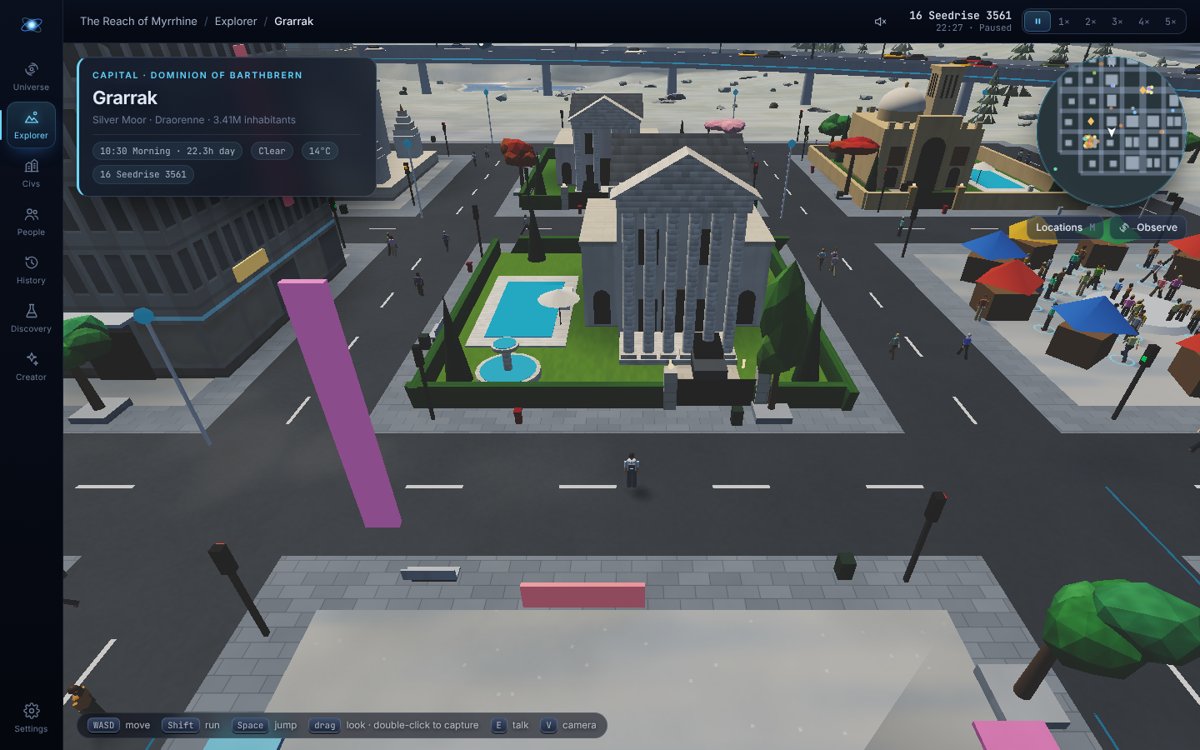 The Reach of Myrrhine / Explorer / Grarrak
16 Seedrise 3561
22:27 · Paused
1× 2× 3× 4× 5×
Universe
Explorer
Civs
People
History
Discovery
Creator
Settings
CAPITAL · DOMINION OF BARTHBRERN
Grarrak
Silver Moor · Draorenne · 3.41M inhabitants
10:30 Morning · 22.3h day
Clear
14°C
16 Seedrise 3561
Locations M
Observe
WASD move Shift run Space jump drag look · double-click to capture E talk V camera